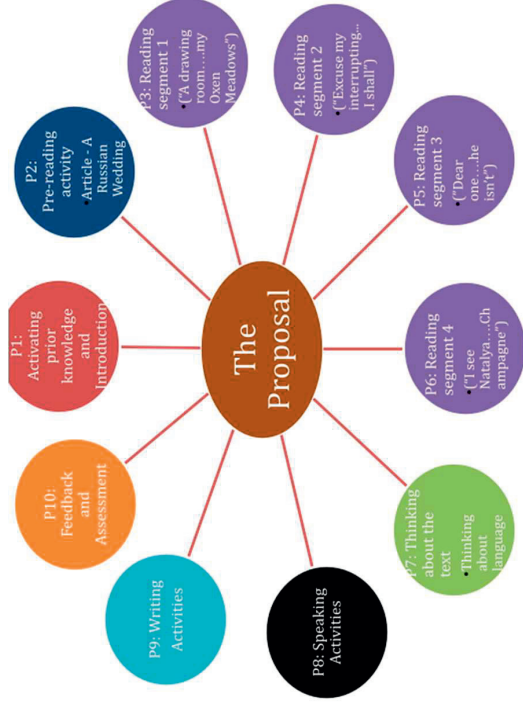 The
Proposal
P1:
Activating
prior
knowledge
and
Introduction
P2:
Pre-reading
activity
•Article - A
Russian
Wedding
P3: Reading
segment 1
•("A drawing
room.....my
Oxen
Meadows")
P4: Reading
segment 2
•("Excuse my
interrupting...
.I shall")
P5: Reading
segment 3
•("Dear
one....he
isn't")
P6: Reading
segment 4
•("I see
Natalya....Ch
ampagne")
P7: Thinking
about the
text
•Thinking
about
language
P8: Speaking
Activities
P9: Writing
Activities
P10:
Feedback
and
Assessment